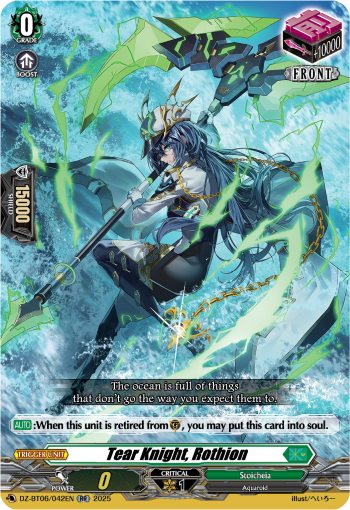 0
GRADE
BOOST
+10000
FRONT
15000
SHIELD
The ocean is full of things
that don't go the way you expect them to.
AUTO:When this unit is retired from G, you may put this card into soul.
TRIGGER UNIT
Tear Knight, Rothion
POWER
0
CRITICAL
1
Stoicheia
Aquaroid
DZ-BT06/042EN RR 2025
illust/へいろー